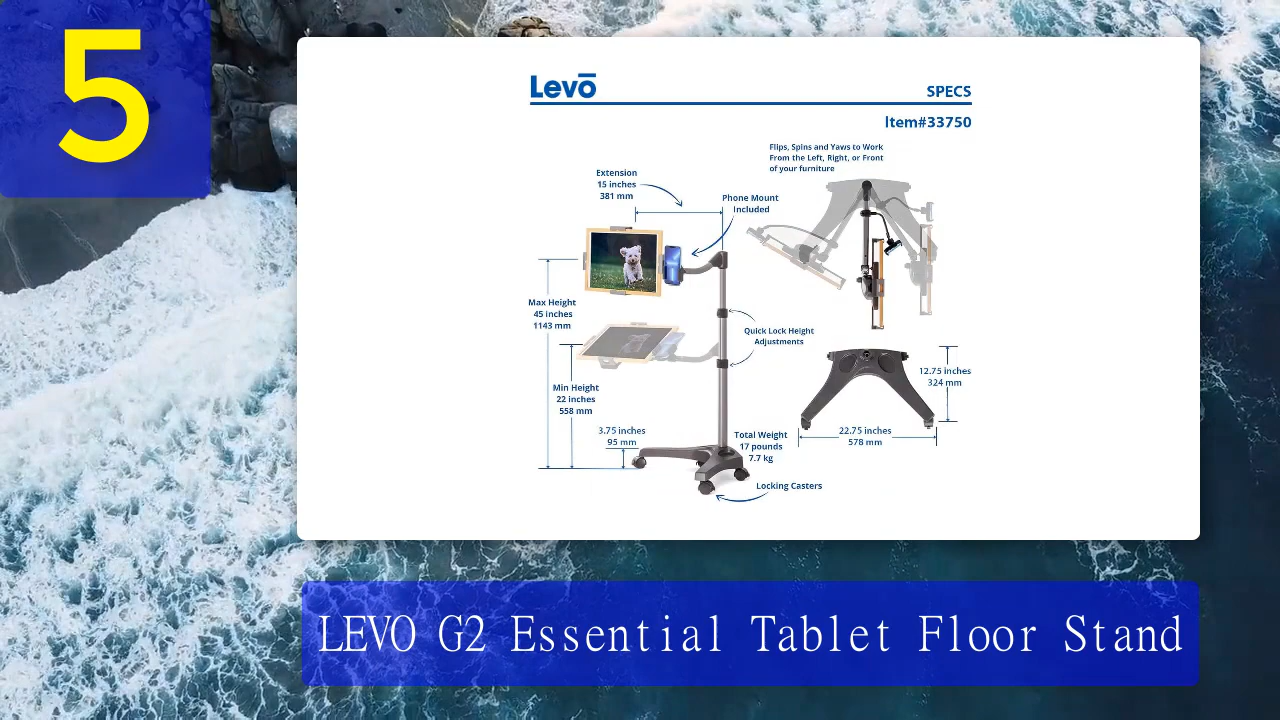 5
Levō
SPECS
Item#33750
Flips, Spins and Yaws to Work
From the Left, Right, or Front
of your furniture
Extension
15 inches
381 mm
Phone Mount
Included
Max Height
45 inches
1143 mm
Quick Lock Height
Adjustments
Min Height
22 inches
558 mm
12.75 inches
324 mm
3.75 inches
95 mm
Total Weight
17 pounds
7.7 kg
22.75 inches
578 mm
Locking Casters
LEVO G2 Essential Tablet Floor Stand